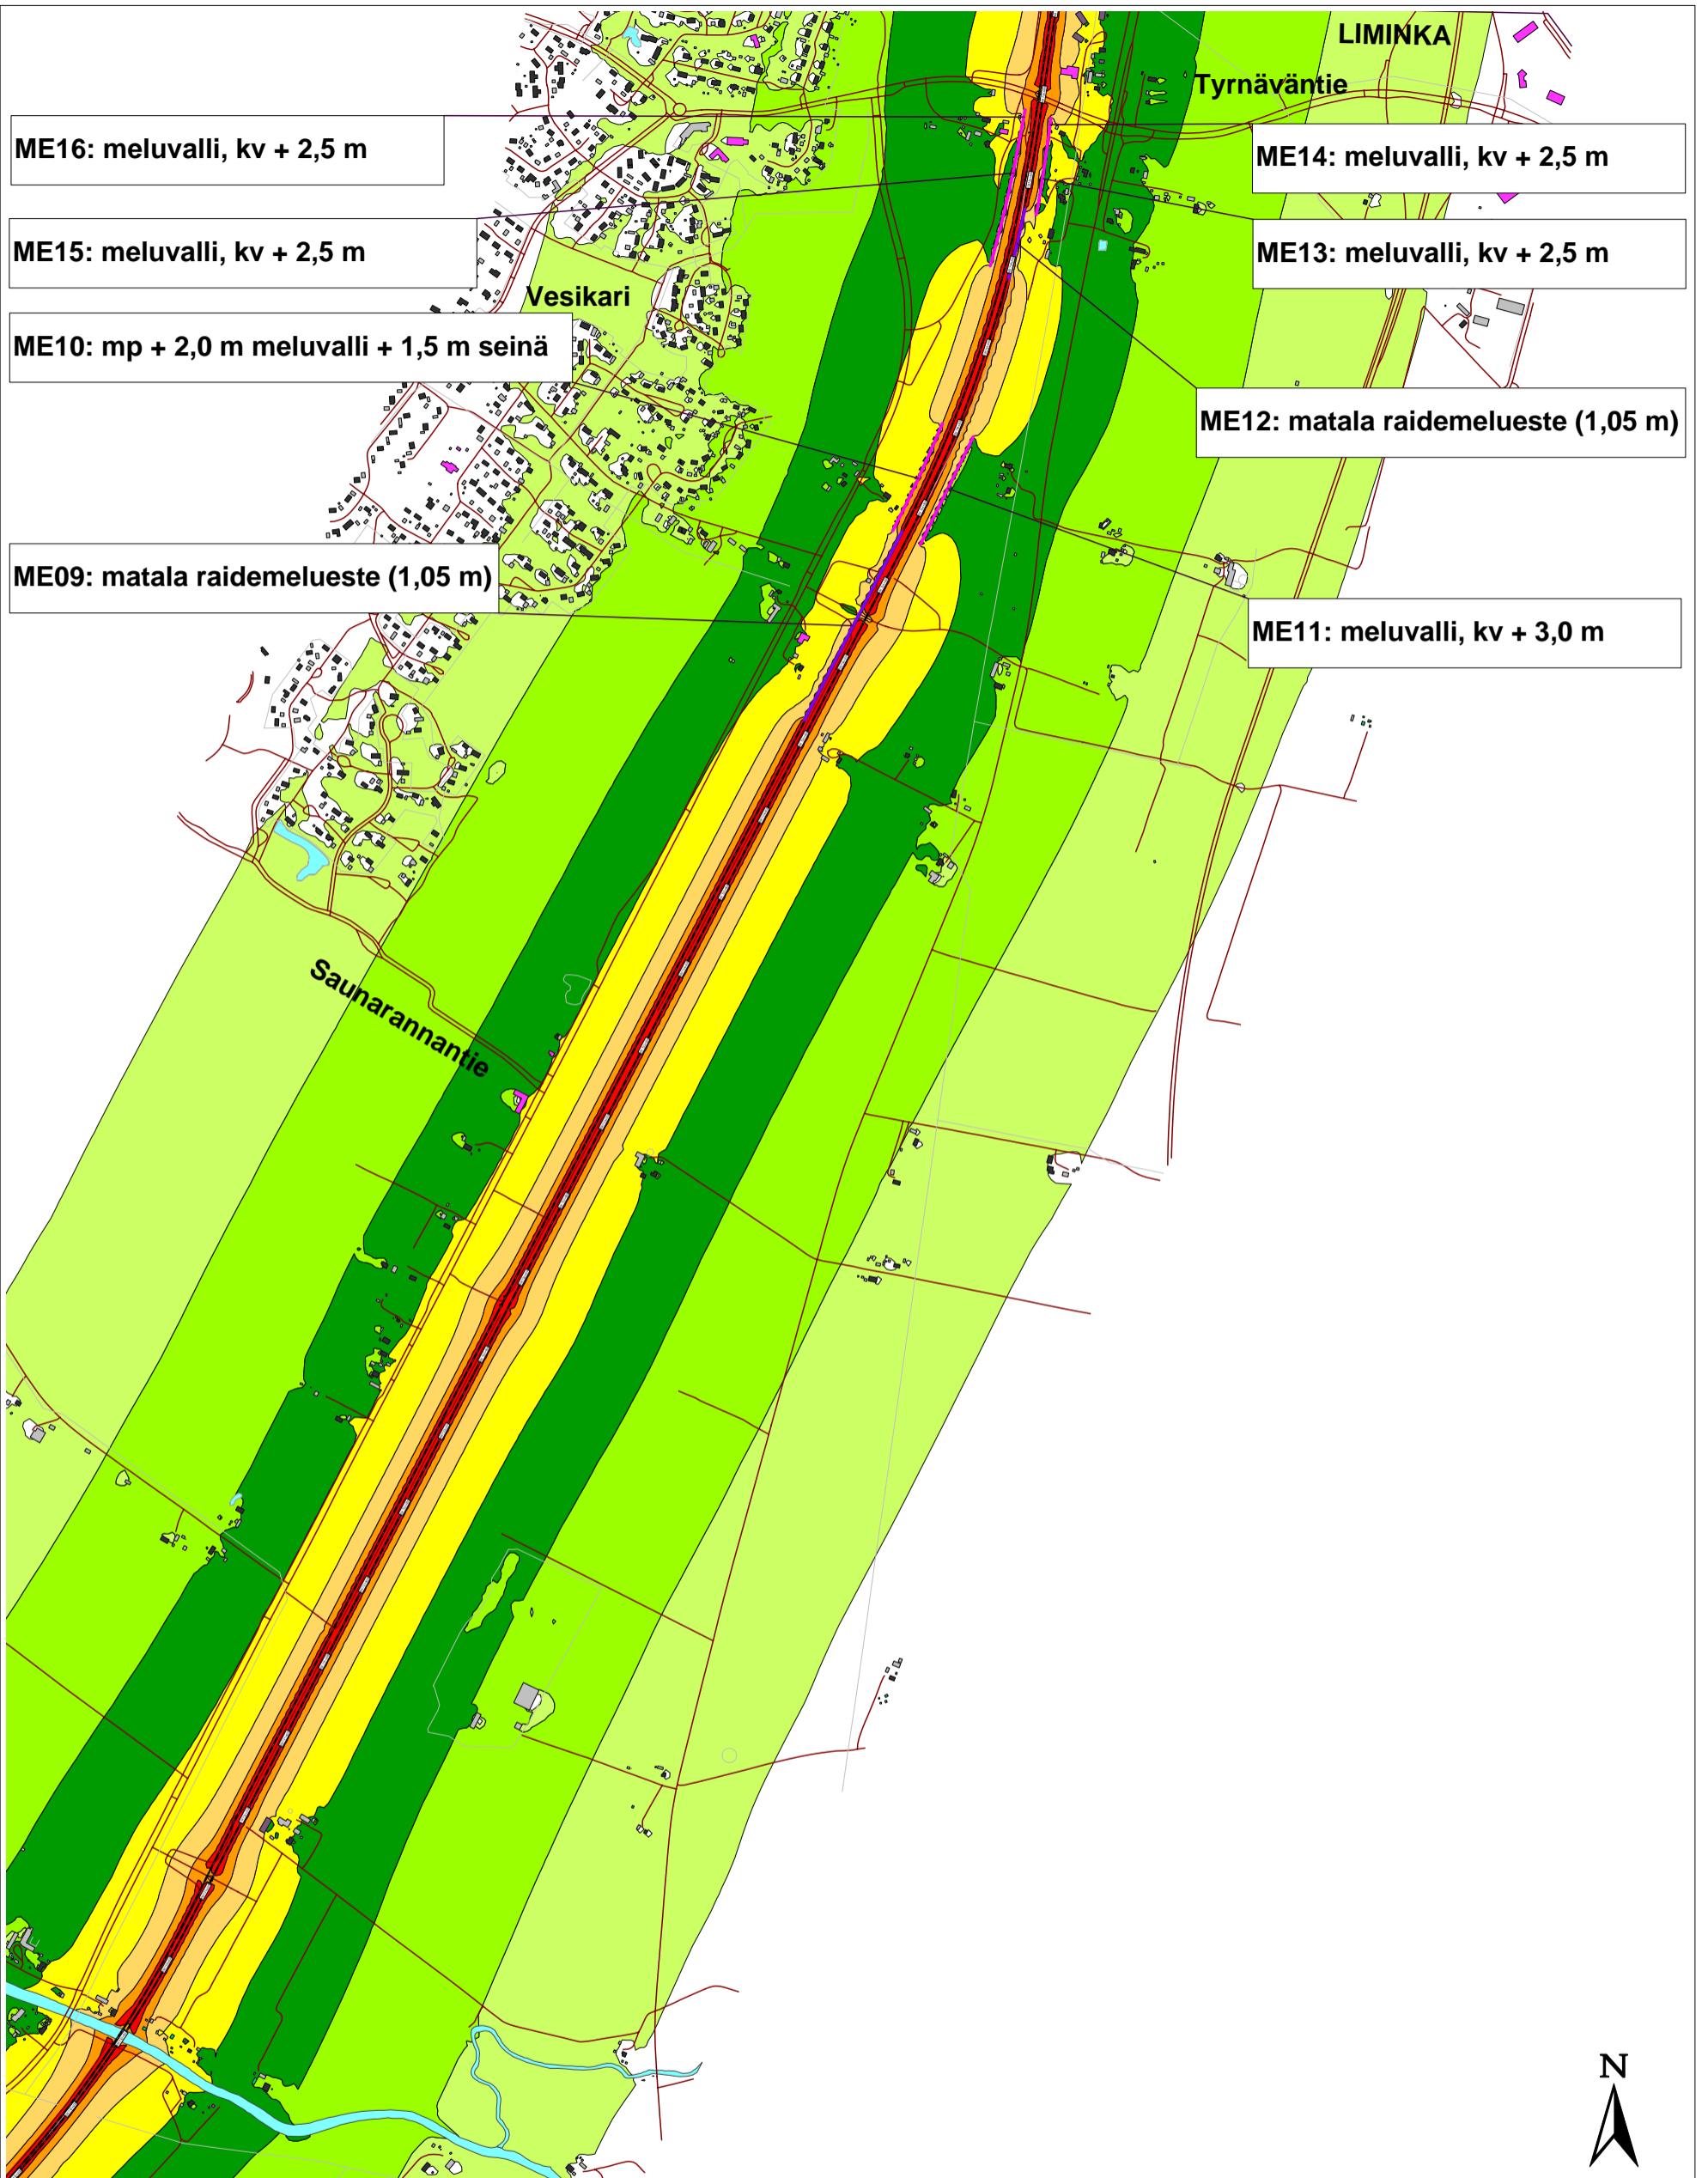 LIMINKA
Tyrnäväntie
ME16: meluvalli, kv + 2,5 m
ME14: meluvalli, kv + 2,5 m
ME15: meluvalli, kv + 2,5 m
ME13: meluvalli, kv + 2,5 m
Vesikari
ME10: mp + 2,0 m meluvalli + 1,5 m seinä
ME12: matala raidemelueste (1,05 m)
ME09: matala raidemelueste (1,05 m)
ME11: meluvalli, kv + 3,0 m
Saunarannantie
N